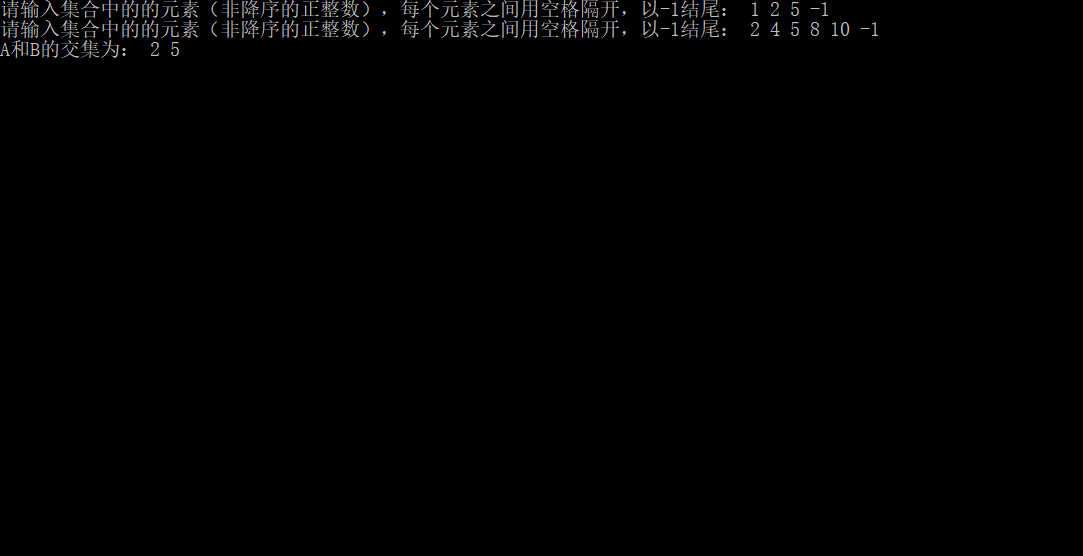 请输入集合中的的元素（非降序的正整数），每个元素之间用空格隔开，以-1结尾： 1 2 5 -1
请输入集合中的的元素（非降序的正整数），每个元素之间用空格隔开，以-1结尾： 2 4 5 8 10 -1
A和B的交集为： 2 5